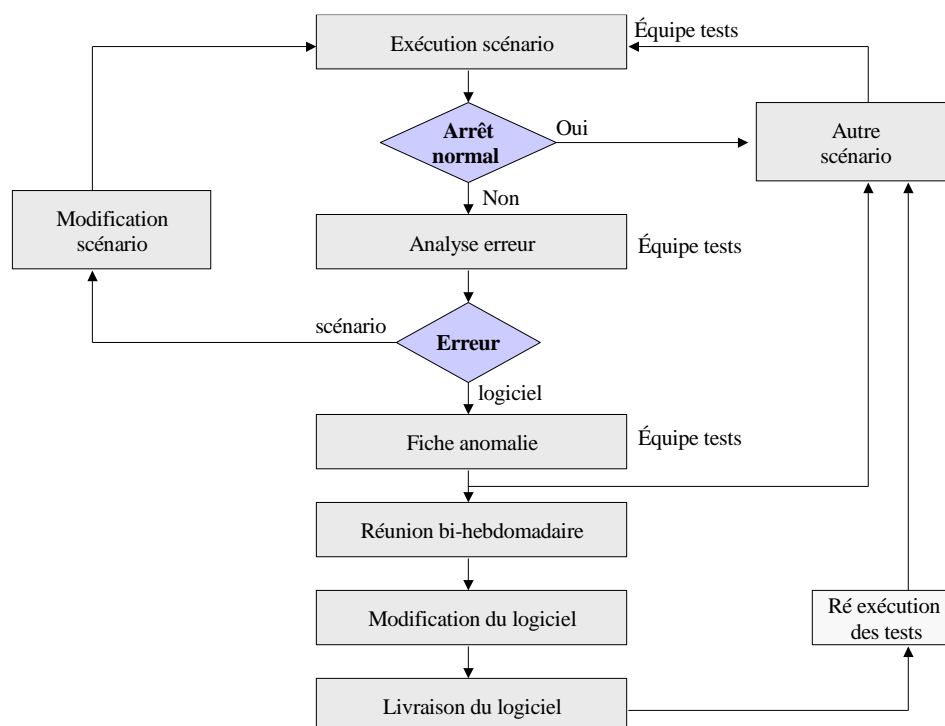 Équipe tests
Exécution scénario
Arrêt
normal
Oui
Autre
scénario
Non
Modification
scénario
Analyse erreur
Équipe tests
scénario
Erreur
logiciel
Fiche anomalie
Équipe tests
Réunion bi-hebdomadaire
Modification du logiciel
Ré exécution
des tests
Livraison du logiciel